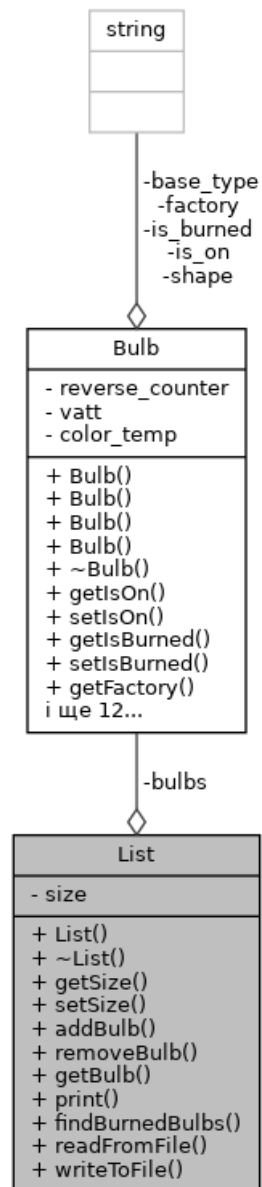 string
-base_type
-factory
-is_burned
-is_on
-shape
Bulb
- reverse_counter
- vatt
- color_temp
+ Bulb()
+ Bulb()
+ Bulb()
+ Bulb()
+ ~Bulb()
+ getIsOn()
+ setIsOn()
+ getIsBurned()
+ setIsBurned()
+ getFactory()
і ще 12...
-bulbs
List
- size
+ List()
+ ~List()
+ getSize()
+ setSize()
+ addBulb()
+ removeBulb()
+ getBulb()
+ print()
+ findBurnedBulbs()
+ readFromFile()
+ writeToFile()